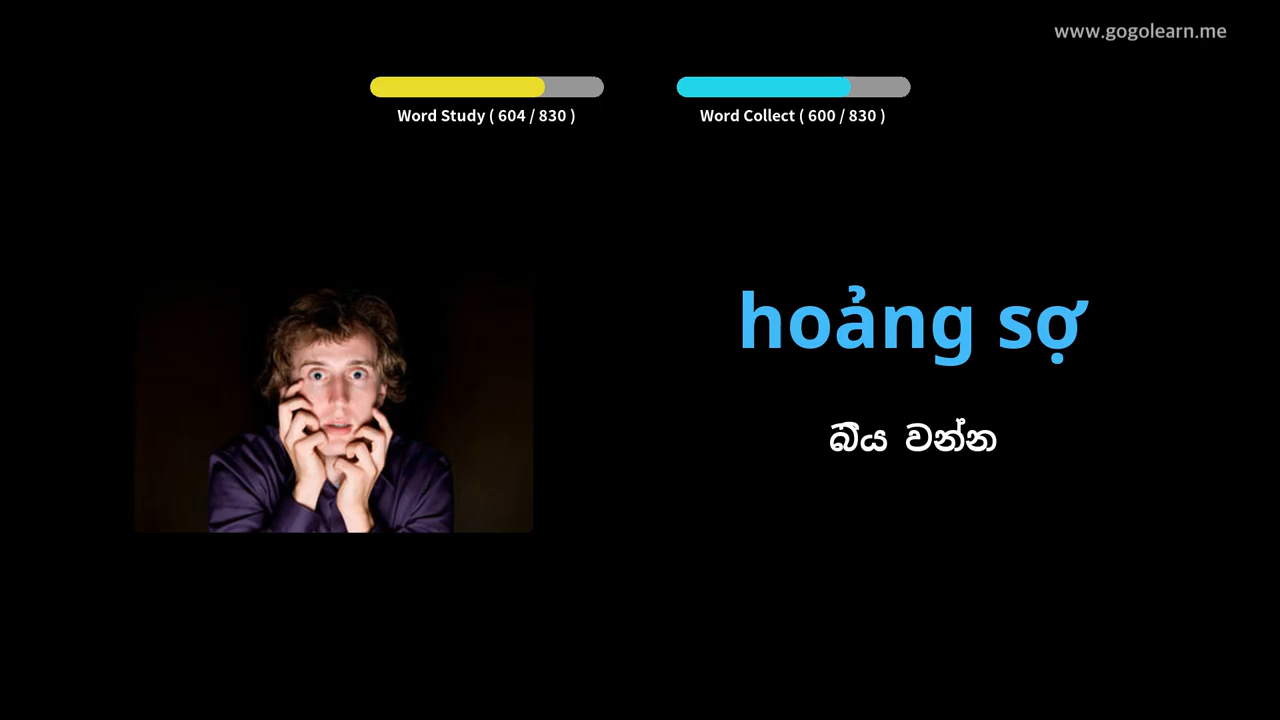 www.gogolearn.me
Word Study ( 604 / 830 )
Word Collect ( 600 / 830 )
hoảng sợ
බිය වන්න